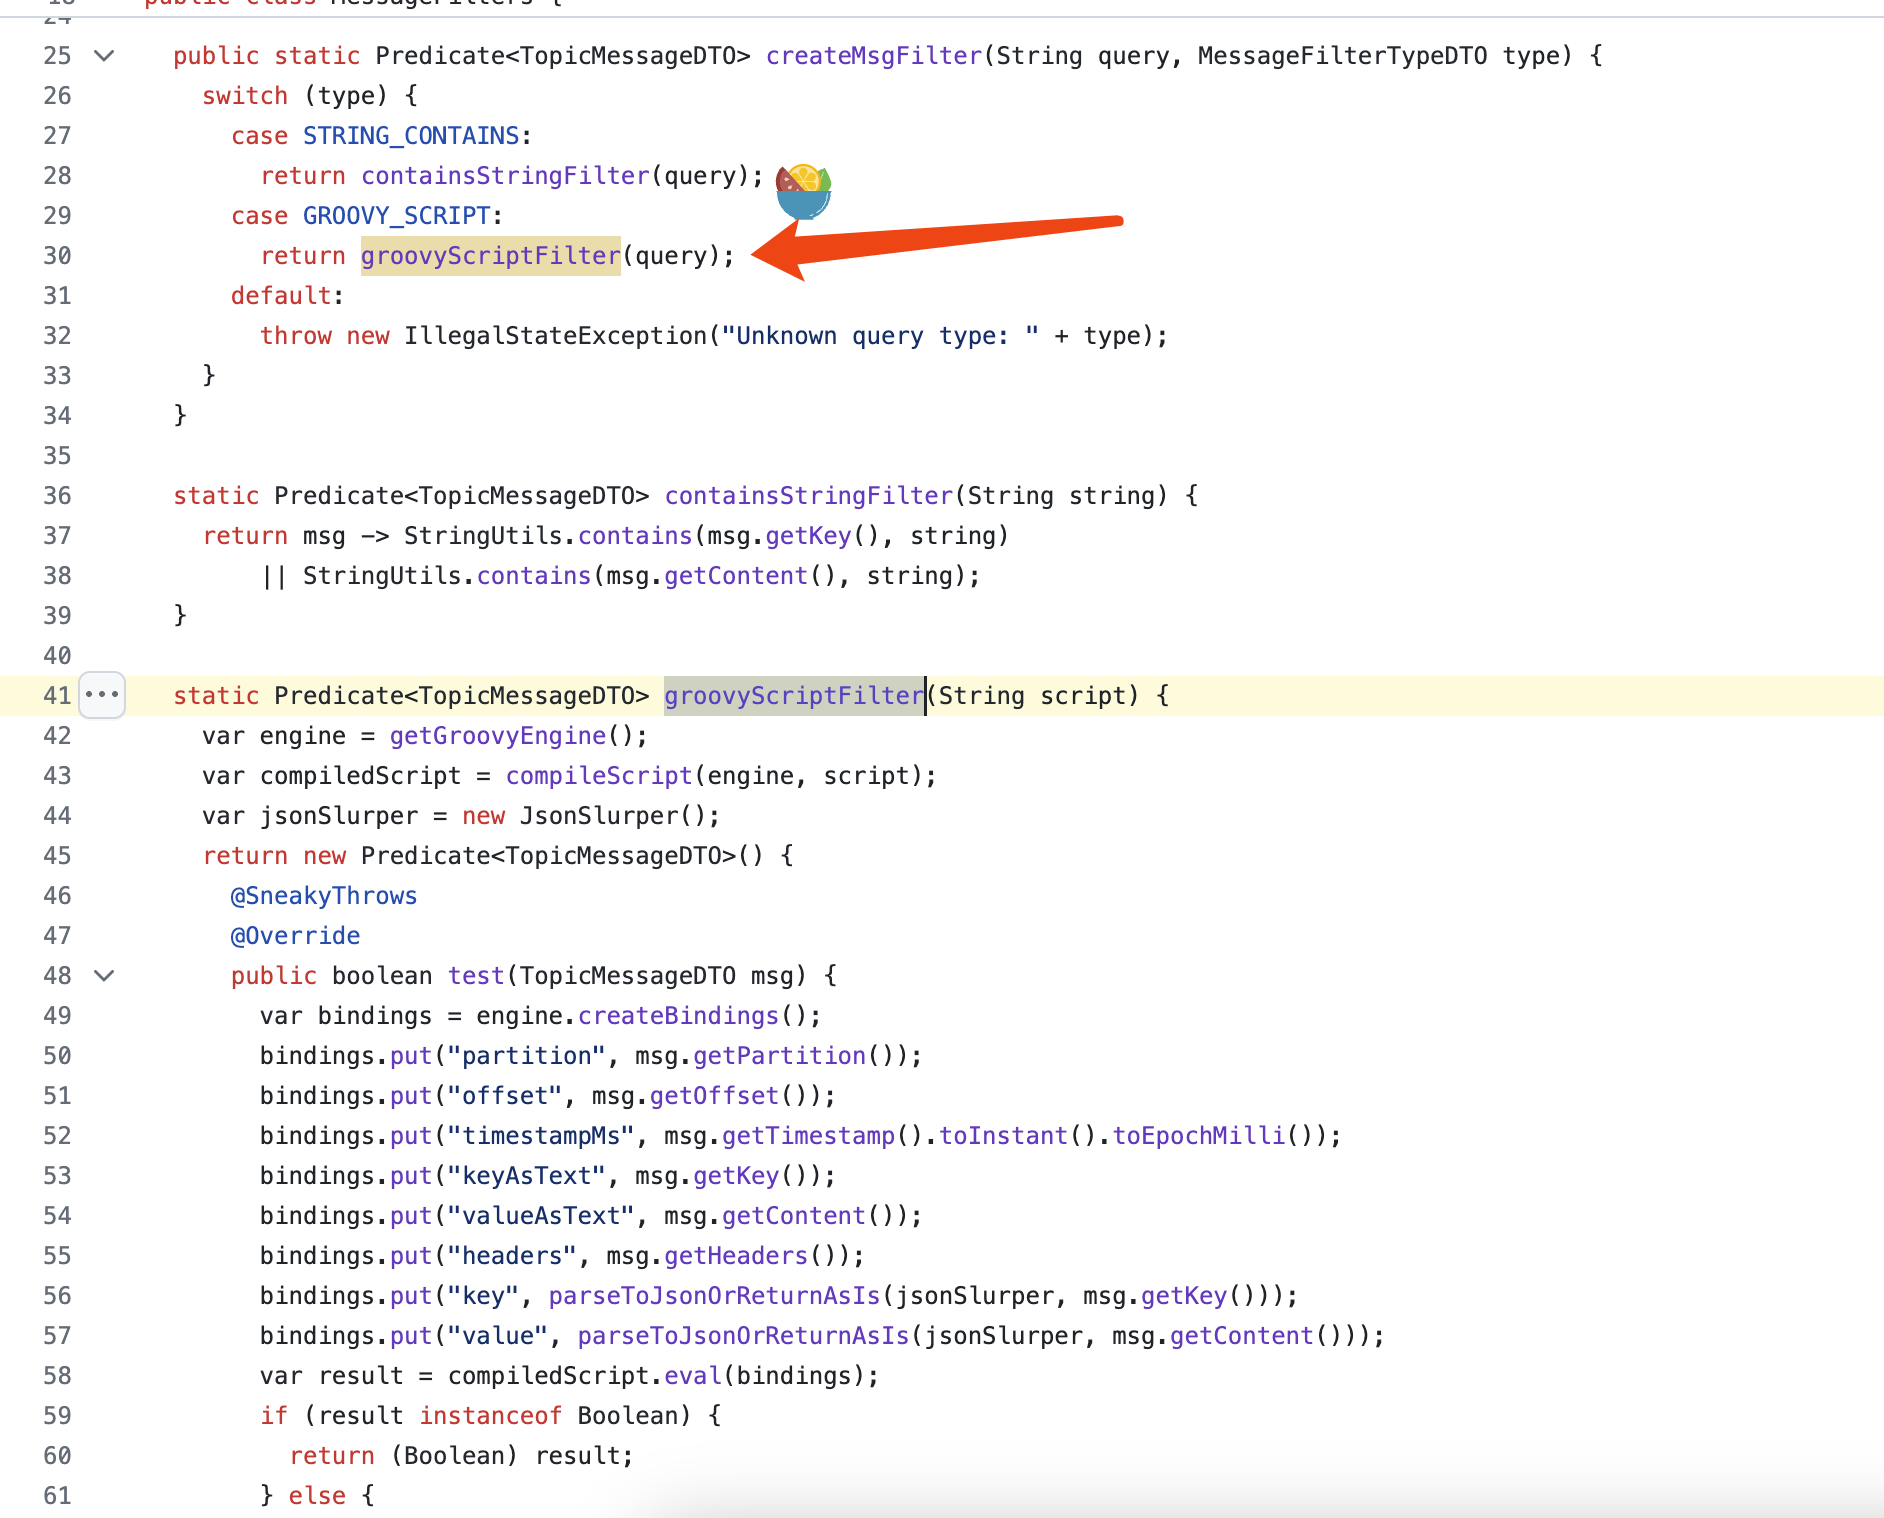 public class MessageFilters {
24
25 public static Predicate<TopicMessageDTO> createMsgFilter(String query, MessageFilterTypeDTO type) {
26 switch (type) {
27 case STRING_CONTAINS:
28 return containsStringFilter(query);
29 case GROOVY_SCRIPT:
30 return groovyScriptFilter(query);
31 default:
32 throw new IllegalStateException("Unknown query type: " + type);
33 }
34 }
35
36 static Predicate<TopicMessageDTO> containsStringFilter(String string) {
37 return msg -> StringUtils.contains(msg.getKey(), string)
38 || StringUtils.contains(msg.getContent(), string);
39 }
40
41 static Predicate<TopicMessageDTO> groovyScriptFilter(String script) {
42 var engine = getGroovyEngine();
43 var compiledScript = compileScript(engine, script);
44 var jsonSlurper = new JsonSlurper();
45 return new Predicate<TopicMessageDTO>() {
46 @SneakyThrows
47 @Override
48 public boolean test(TopicMessageDTO msg) {
49 var bindings = engine.createBindings();
50 bindings.put("partition", msg.getPartition());
51 bindings.put("offset", msg.getOffset());
52 bindings.put("timestampMs", msg.getTimestamp().toInstant().toEpochMilli());
53 bindings.put("keyAsText", msg.getKey());
54 bindings.put("valueAsText", msg.getContent());
55 bindings.put("headers", msg.getHeaders());
56 bindings.put("key", parseToJsonOrReturnAsIs(jsonSlurper, msg.getKey()));
57 bindings.put("value", parseToJsonOrReturnAsIs(jsonSlurper, msg.getContent()));
58 var result = compiledScript.eval(bindings);
59 if (result instanceof Boolean) {
60 return (Boolean) result;
61 } else {